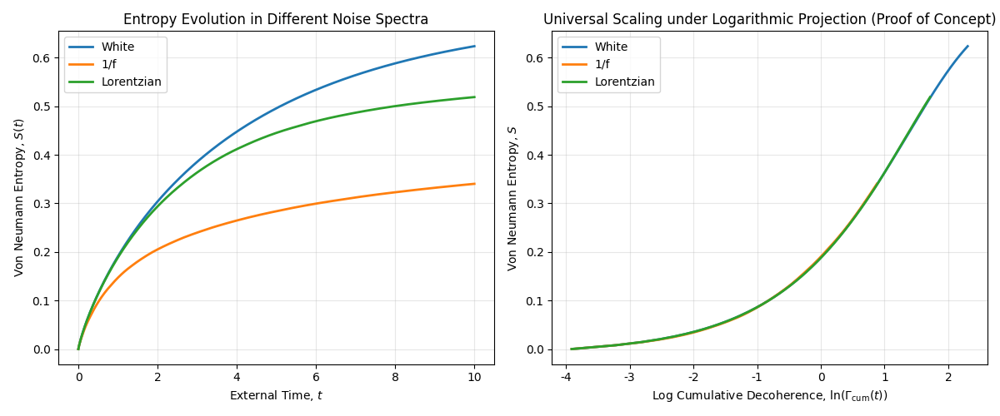 Entropy Evolution in Different Noise Spectra
White
1/f
Lorentzian
Von Neumann Entropy, S(t)
0.6
0.5
0.4
0.3
0.2
0.1
0.0
0 2 4 6 8 10
External Time, t
Universal Scaling under Logarithmic Projection (Proof of Concept)
White
1/f
Lorentzian
Von Neumann Entropy, S
0.6
0.5
0.4
0.3
0.2
0.1
0.0
-4 -3 -2 -1 0 1 2
Log Cumulative Decoherence, ln(Γcum(t))